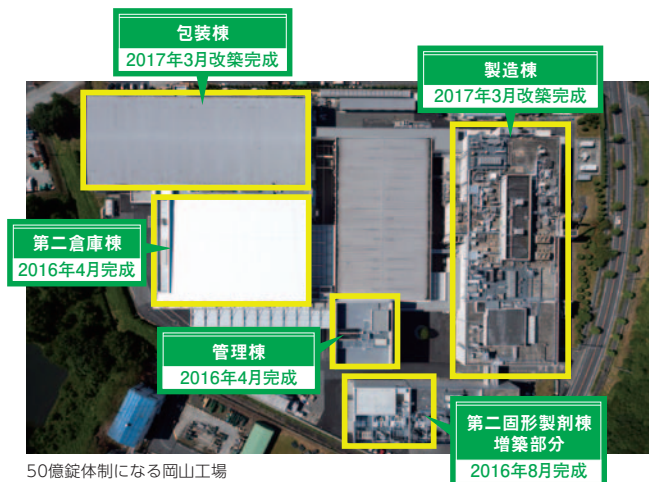 包装棟
2017年3月改築完成
製造棟
2017年3月改築完成
第二倉庫棟
2016年4月完成
管理棟
2016年4月完成
第二固形製剤棟
増築部分
2016年8月完成
50億錠体制になる岡山工場